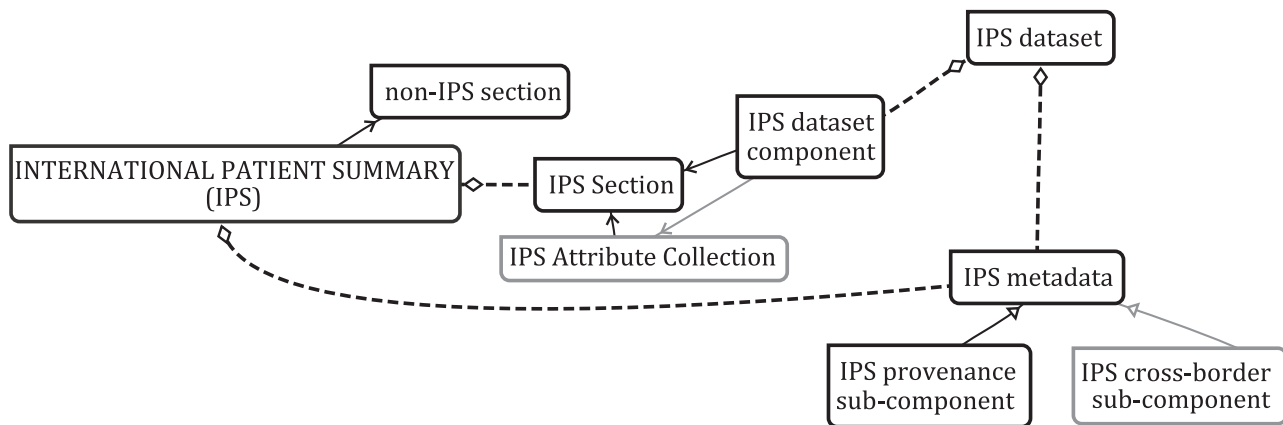 IPS dataset
non-IPS section
IPS dataset
component
INTERNATIONAL PATIENT SUMMARY
(IPS)
IPS Section
IPS Attribute Collection
IPS metadada
IPS provenance
sub-component
IPS cross-border
sub-component